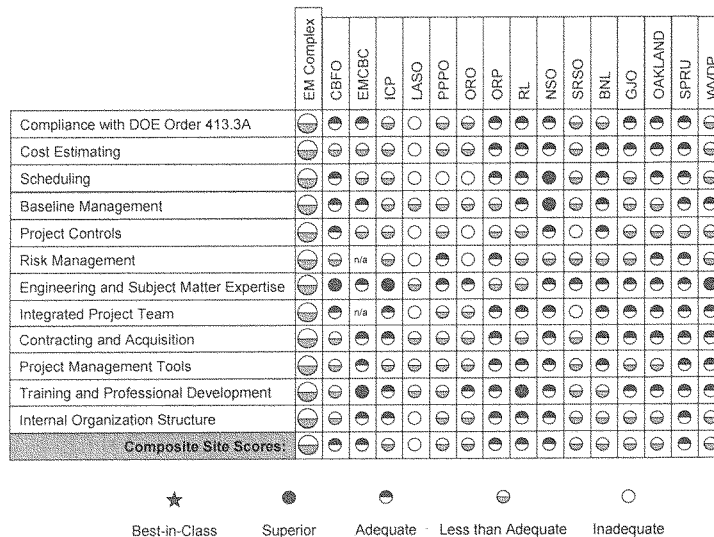 EM Complex
CBFO
EMCBC
ICP
LASO
PPPO
ORO
ORP
RL
NSO
SRSO
BNL
GJO
OAKLAND
SPRU
WVDP
Compliance with DOE Order 413.3A
Cost Estimating
Scheduling
Baseline Management
Project Controls
Risk Management n/a
Engineering and Subject Matter Expertise
Integrated Project Team n/a
Contracting and Acquisition
Project Management Tools
Training and Professional Development
Internal Organization Structure
Composite Site Scores:
Best-in-Class Superior Adequate Less than Adequate Inadequate